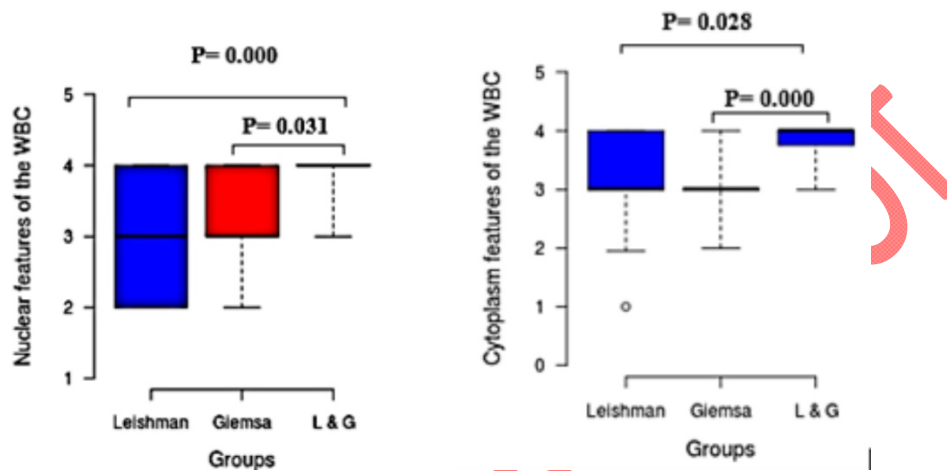 P= 0.000
P= 0.031
Nuclear features of the WBC
5
4
3
2
1
Leishman
Giemsa
L & G
Groups
P= 0.028
P= 0.000
Cytoplasm features of the WBC
5
4
3
2
1
0
Leishman
Giemsa
L & G
Groups